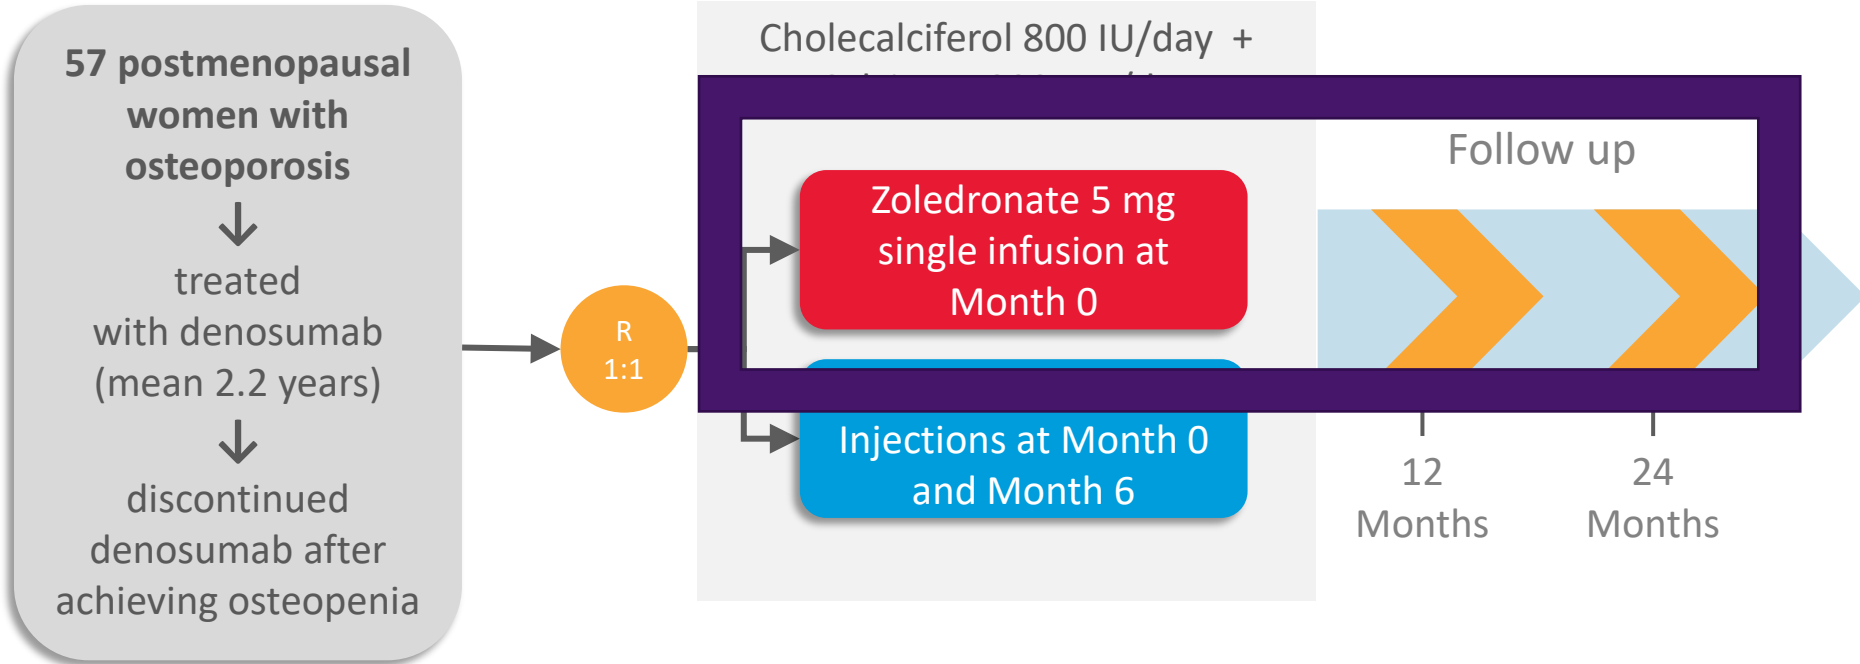 57 postmenopausal
women with
osteoporosis
↓
treated
with denosumab
(mean 2.2 years)
↓
discontinued
denosumab after
achieving osteopenia
R
1:1
Cholecalciferol 800 IU/day +
Zoledronate 5 mg
single infusion at
Month 0
Injections at Month 0
and Month 6
Follow up
12
Months
24
Months